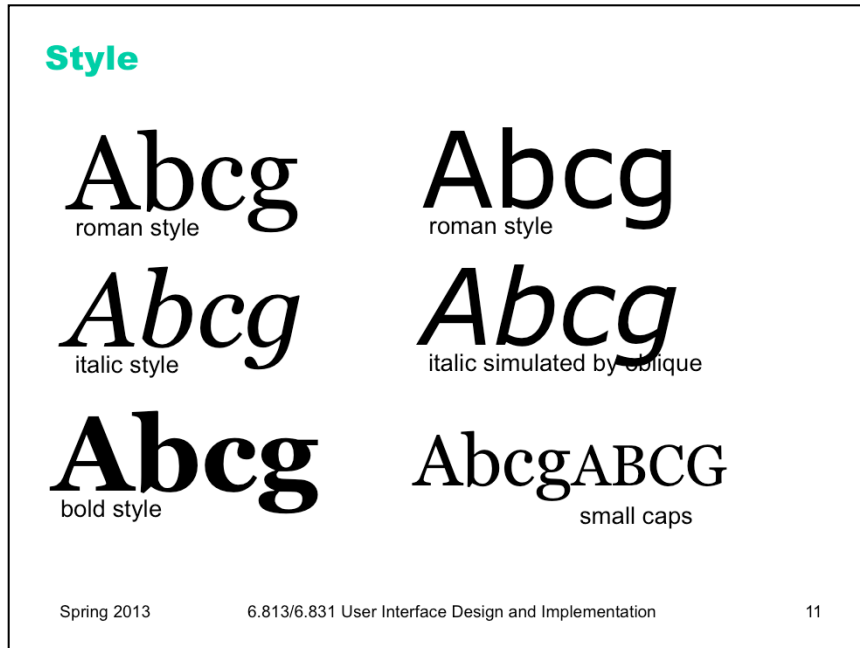 Style
Abcg
roman style
Abcg
roman style
Abcg
italic style
Abcg
italic simulated by oblique
Abcg
bold style
AbcgABCG
small caps
Spring 2013
6.813/6.831 User Interface Design and Implementation
11